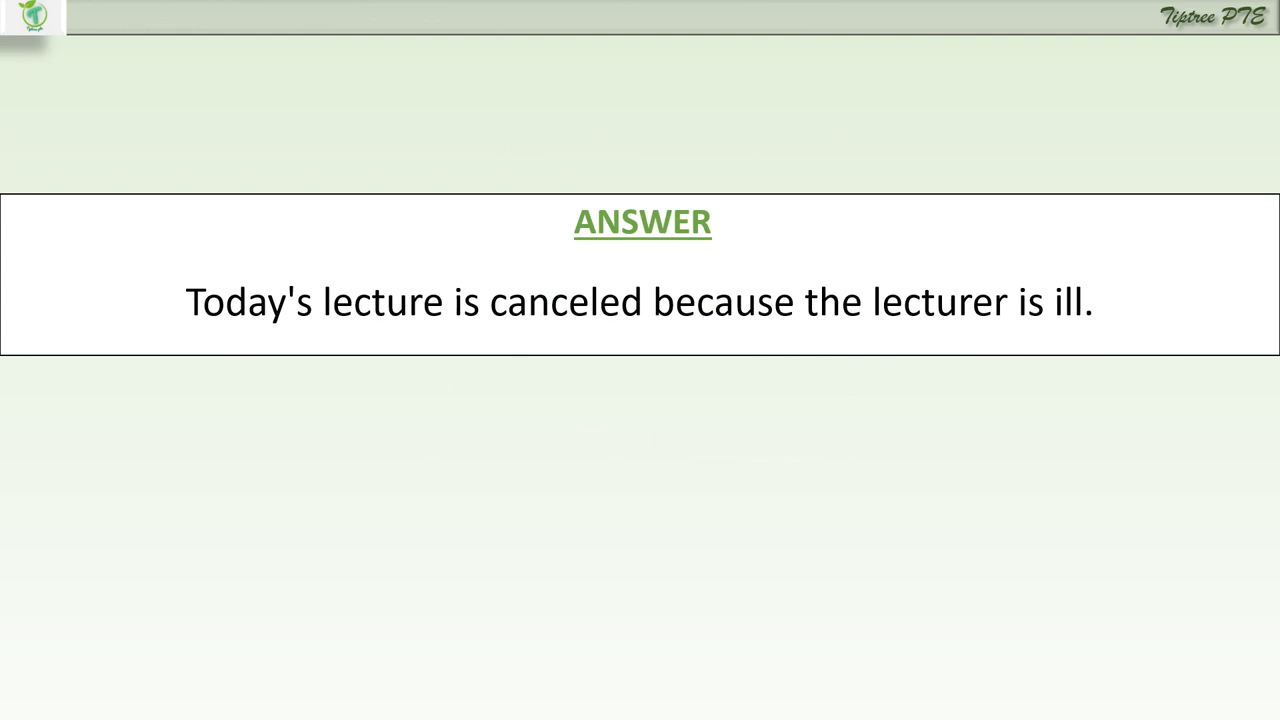 Tiptree PTE
ANSWER
Today's lecture is canceled because the lecturer is ill.